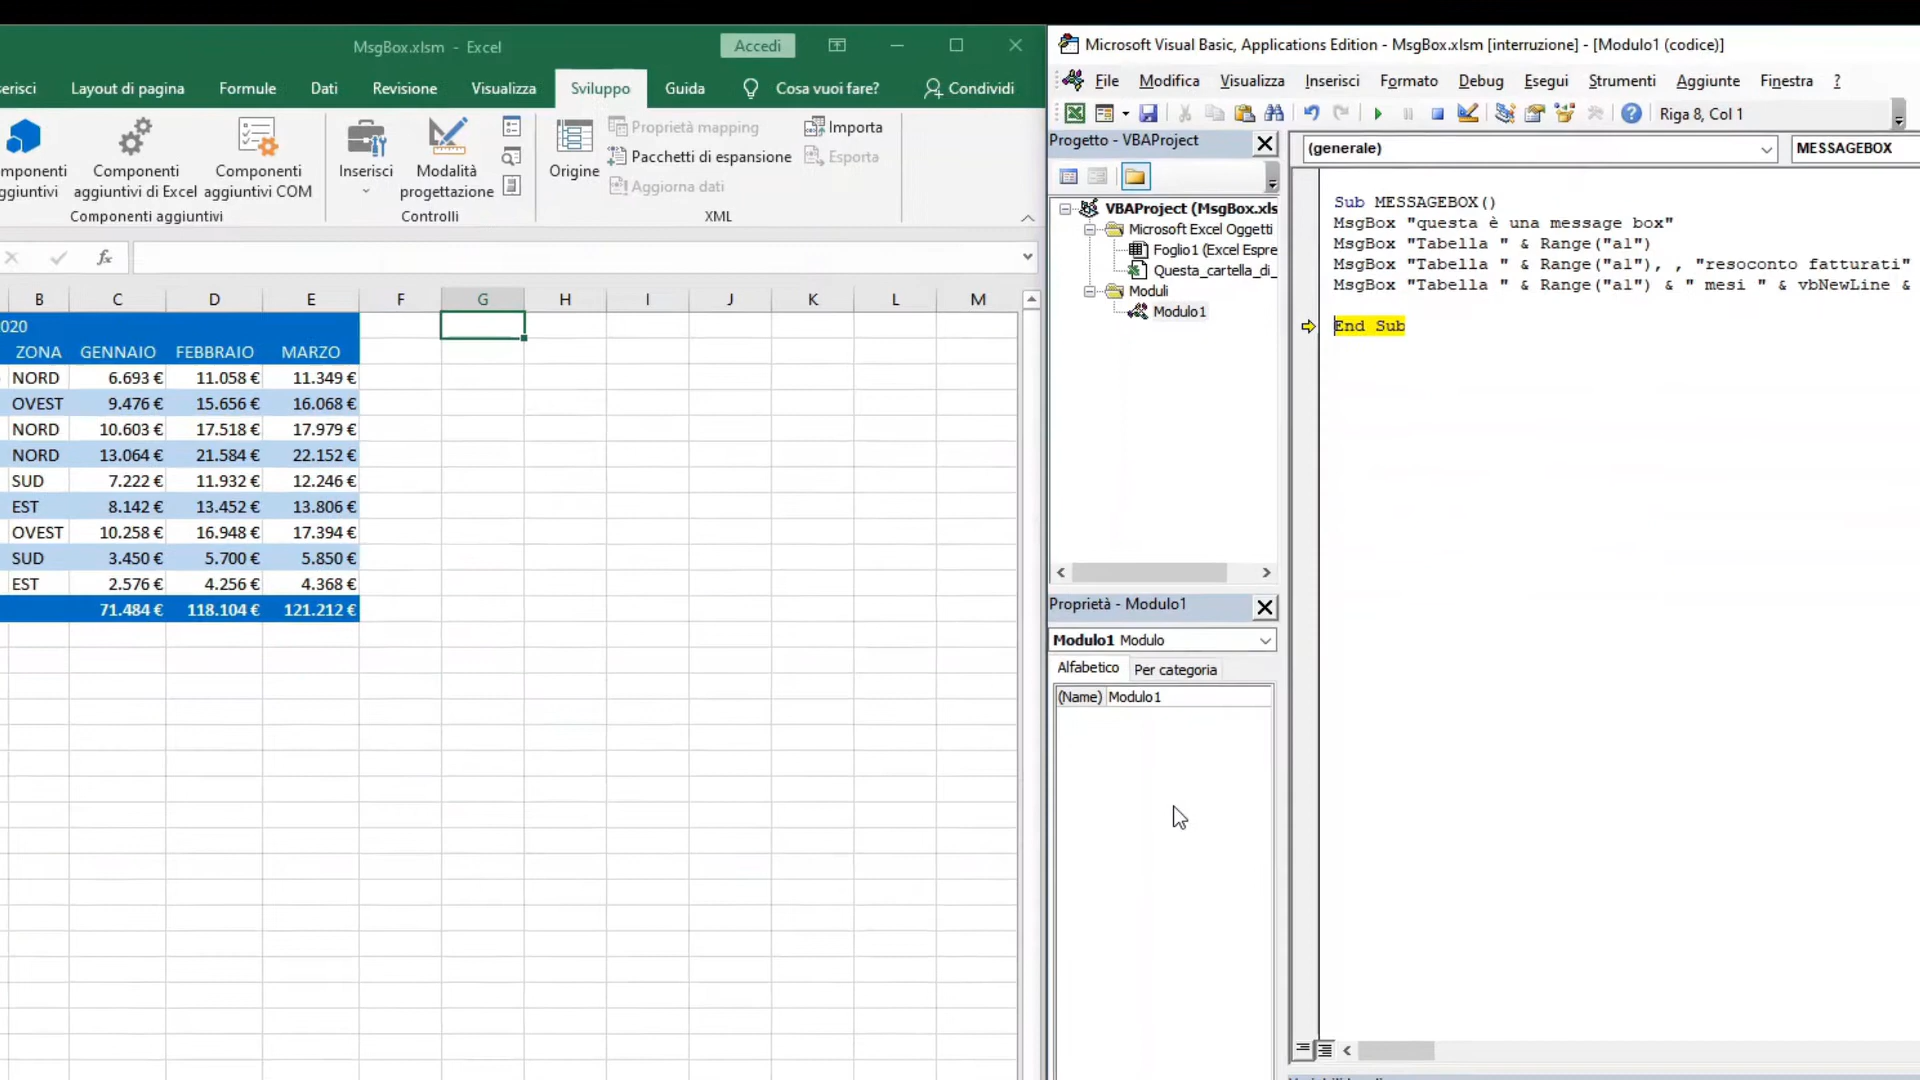 MsgBox.xlsm - Excel
Accedi
Layout di pagina
Formule
Dati
Revisione
Visualizza
Sviluppo
Guida
Cosa vuoi fare?
Condividi
Componenti
aggiuntivi di Excel
Componenti
aggiuntivi COM
Componenti aggiuntivi
Inserisci
Modalità
progettazione
Controlli
Origine
Proprietà mapping
Pacchetti di espansione
Aggiorna dati
Importa
Esporta
XML
fx
B C D E F G H I J K L M
020
ZONA GENNAIO FEBBRAIO MARZO
NORD 6.693 € 11.058 € 11.349 €
OVEST 9.476 € 15.656 € 16.068 €
NORD 10.603 € 17.518 € 17.979 €
NORD 13.064 € 21.584 € 22.152 €
SUD 7.222 € 11.932 € 12.246 €
EST 8.142 € 13.452 € 13.806 €
OVEST 10.258 € 16.948 € 17.394 €
SUD 3.450 € 5.700 € 5.850 €
EST 2.576 € 4.256 € 4.368 €
71.484 € 118.104 € 121.212 €
Microsoft Visual Basic, Applications Edition - MsgBox.xlsm [interruzione] - [Modulo1 (codice)]
File Modifica Visualizza Inserisci Formato Debug Esegui Strumenti Aggiunte Finestra ?
Riga 8, Col 1
Progetto - VBAProject
VBAProject (MsgBox.xls
Microsoft Excel Oggetti
Foglio1 (Excel Espre
Questa_cartella_di_
Moduli
Modulo1
Proprietà - Modulo1
Modulo1 Modulo
Alfabetico
Per categoria
(Name) Modulo1
(generale)
MESSAGEBOX
Sub MESSAGEBOX()
MsgBox "questa è una message box"
MsgBox "Tabella " & Range("a1")
MsgBox "Tabella " & Range("a1"), , "resoconto fatturati"
MsgBox "Tabella " & Range("a1") & " mesi " & vbNewLine &
End Sub